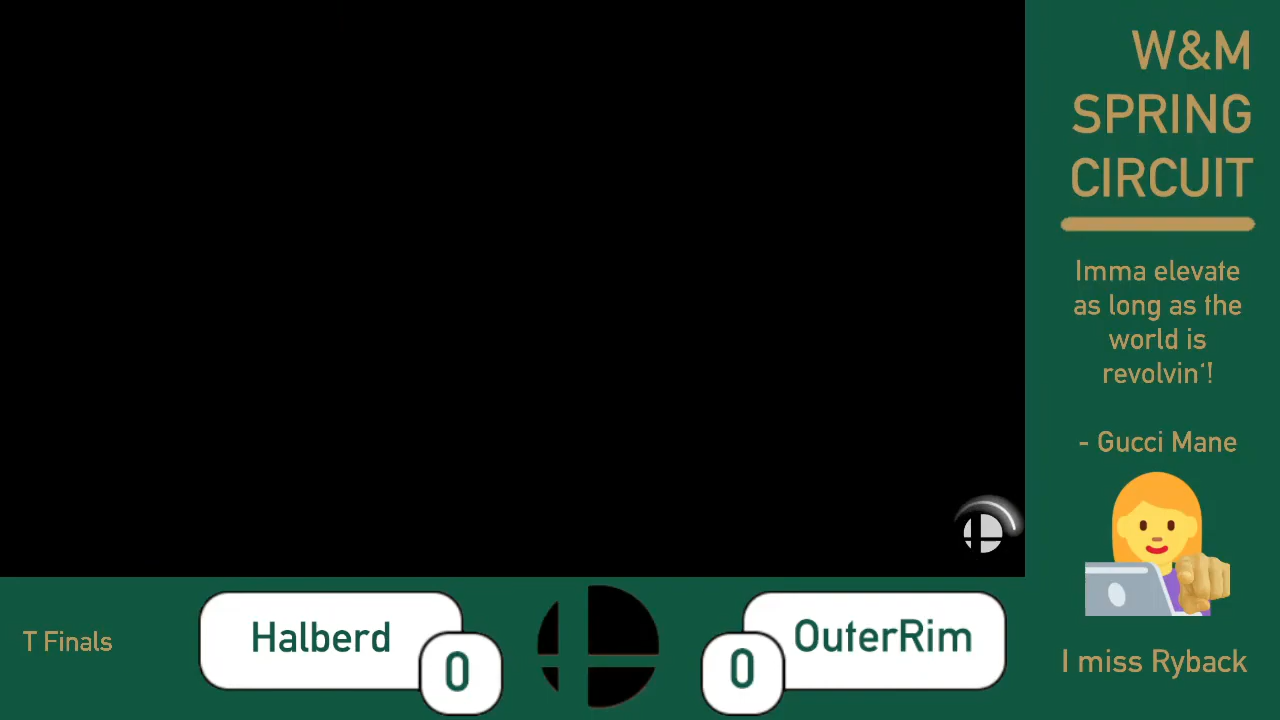 W&M
SPRING
CIRCUIT
Imma elevate
as long as the
world is
revolvin'!
- Gucci Mane
I miss Ryback
T Finals
Halberd
0
0
OuterRim